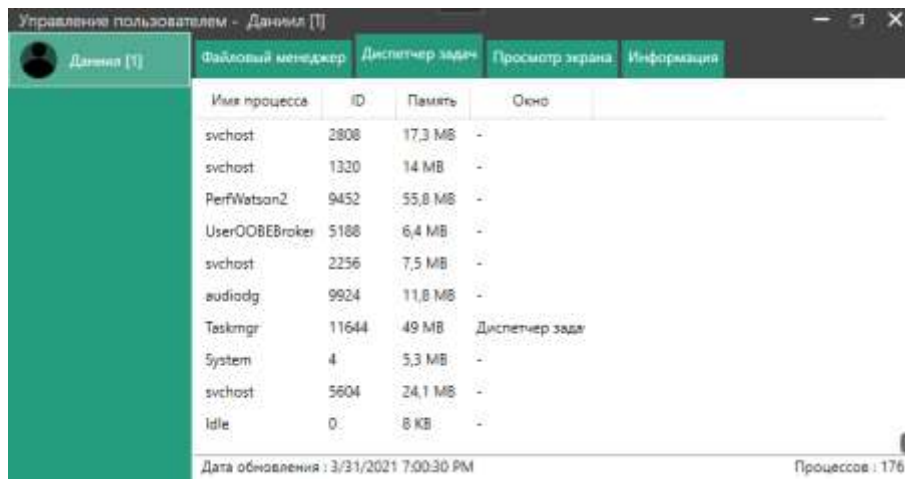 Управление пользователем - Даниил [1]
Даниил [1]
Файловый менеджер Диспетчер задач Просмотр экрана Информация
Имя процесса ID Память Окно
svchost 2808 17,3 MB -
svchost 1320 14 MB -
PerfWatson2 9452 55,8 MB -
UserOOBEBroker 5188 6,4 MB -
svchost 2256 7,5 MB -
audiodg 9924 11,8 MB -
Taskmgr 11644 49 MB Диспетчер зада
System 4 5,3 MB -
svchost 5604 24,1 MB -
Idle 0 8 KB -
Дата обновления : 3/31/2021 7:00:30 PM Процессов : 176